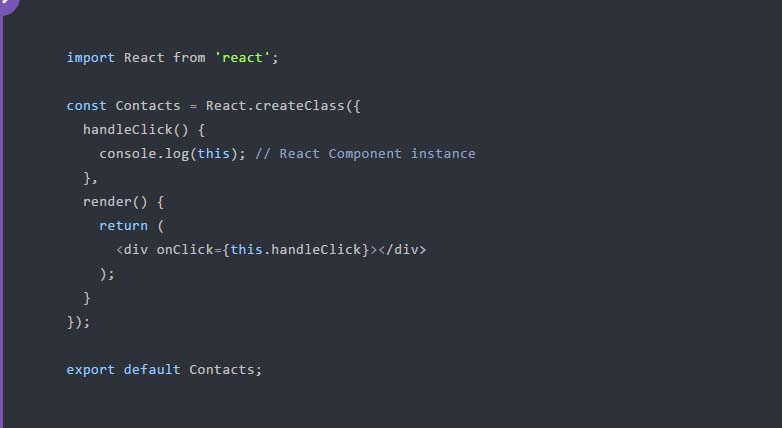 import React from 'react';
const Contacts = React.createClass({
handleClick() {
console.log(this); // React Component instance
},
render() {
return (
<div onClick={this.handleClick}></div>
);
}
});
export default Contacts;